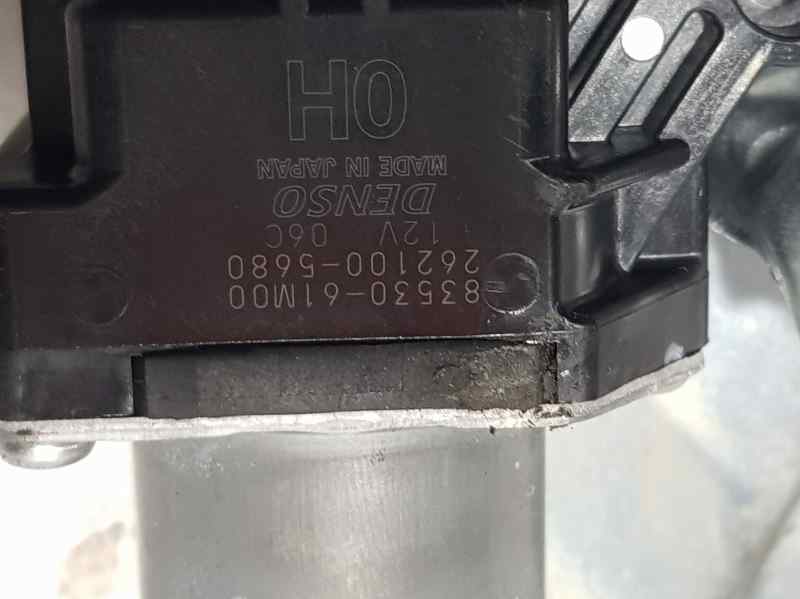 83530-61M00
262100-5680
12V 06C
DENSO
MADE IN JAPAN
OH